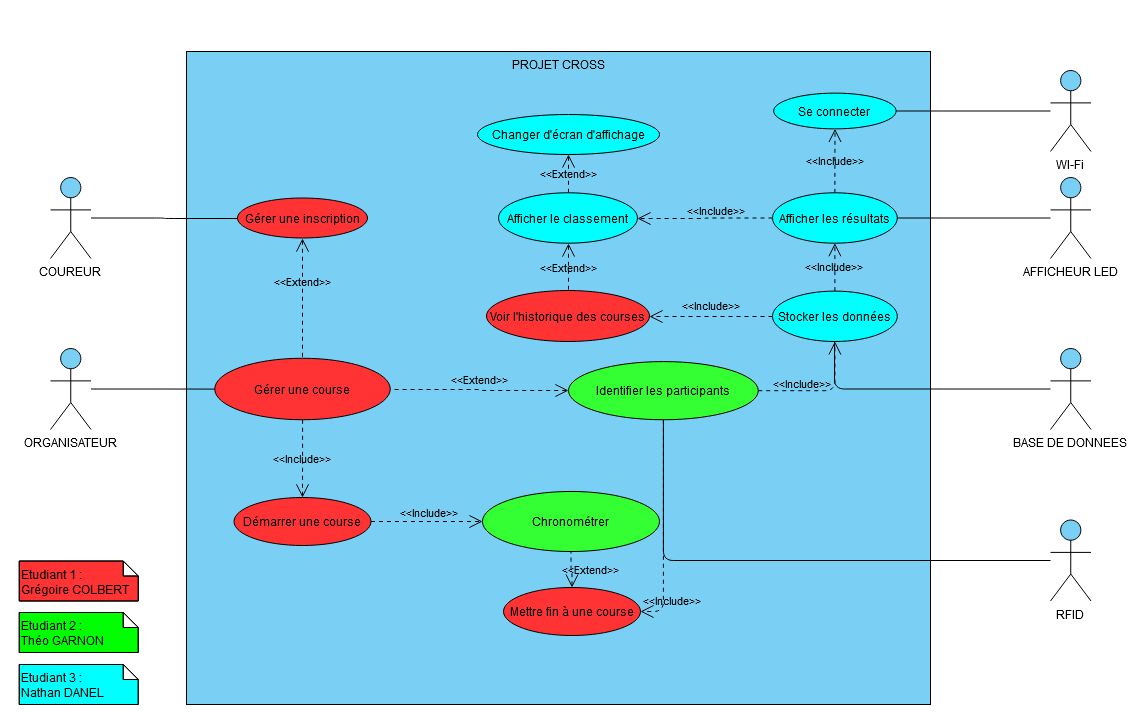 PROJET CROSS
Se connecter
Changer d'écran d'affichage
<<Include>>
WI-Fi
<<Extend>>
Gérer une inscription
Afficher le classement
<<Include>>
Afficher les résultats
COUREUR
AFFICHEUR LED
<<Extend>>
<<Extend>>
<<Include>>
Voir l'historique des courses
<<Include>>
Stocker les données
Gérer une course
<<Extend>>
Identifier les participants
<<Include>>
ORGANISATEUR
BASE DE DONNEES
<<Include>>
Démarrer une course
<<Include>>
Chronométrer
<<Extend>>
Mettre fin à une course
<<Include>>
RFID
Etudiant 1 :
Grégoire COLBERT
Etudiant 2 :
Théo GARNON
Etudiant 3 :
Nathan DANEL